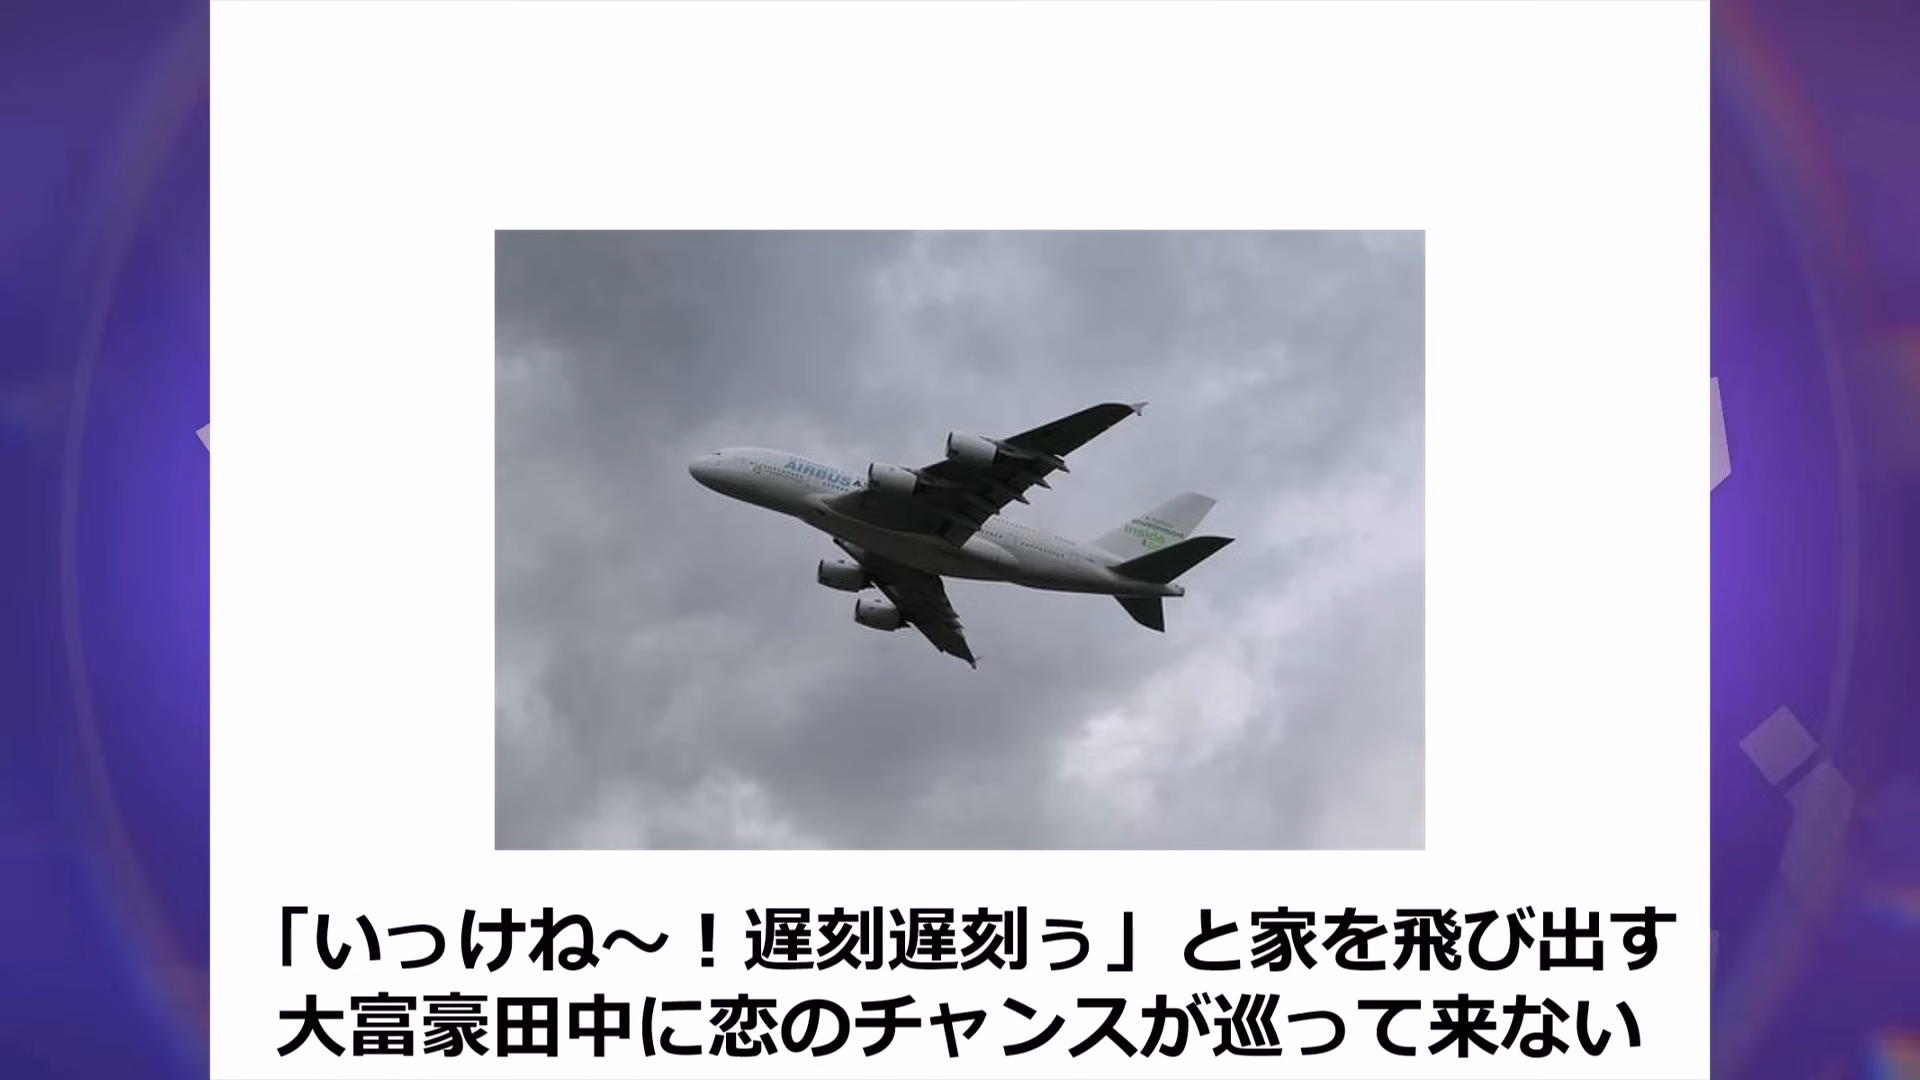 AIRBUS
inside
「いっけね～！遅刻遅刻ぅ」と家を飛び出す
大富豪田中に恋のチャンスが巡って来ない